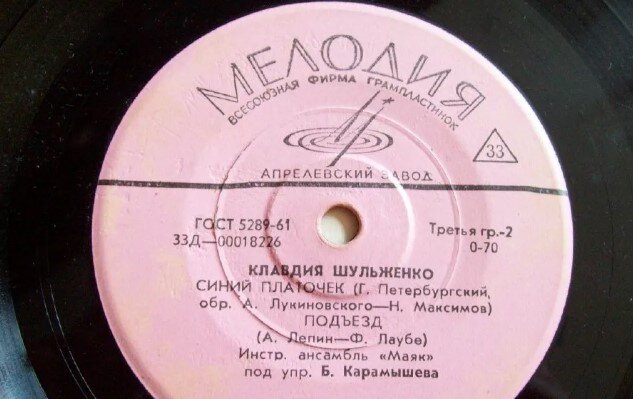 МЕЛОДИЯ
ВСЕСОЮЗНАЯ ФИРМА ГРАМПЛАСТИНОК
33
АПРЕЛЕВСКИЙ ЗАВОД
ГОСТ 5289-61
33Д—00018226
Третья гр.-2
0-70
КЛАВДИЯ ШУЛЬЖЕНКО
СИНИЙ ПЛАТОЧЕК (Г. Петербургский,
обр. А. Лукиновского—Н. Максимов)
ПОДЪЕЗД
(А. Лепин—Ф. Лаубе)
Инстр. ансамбль «Маяк»
под упр. Б. Карамышева